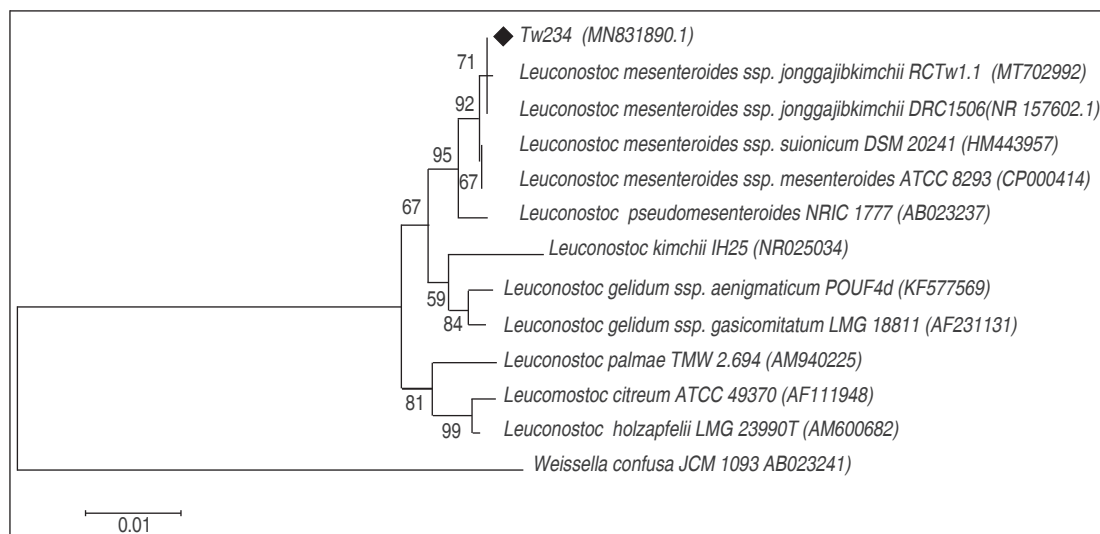 Tw234 (MN831890.1)
71
Leuconostoc mesenteroides ssp. jonggajibkimchii RCTw1.1 (MT702992)
92
Leuconostoc mesenteroides ssp. jonggajibkimchii DRC1506(NR 157602.1)
Leuconostoc mesenteroides ssp. suionicum DSM 20241 (HM443957)
95
67
Leuconostoc mesenteroides ssp. mesenteroides ATCC 8293 (CP000414)
67
Leuconostoc pseudomesenteroides NRIC 1777 (AB023237)
Leuconostoc kimchii IH25 (NR025034)
59
Leuconostoc gelidum ssp. aenigmaticum POUF4d (KF577569)
84
Leuconostoc gelidum ssp. gasicomitatum LMG 18811 (AF231131)
Leuconostoc palmae TMW 2.694 (AM940225)
81
Leucomostoc citreum ATCC 49370 (AF111948)
99
Leuconostoc holzapfelii LMG 23990T (AM600682)
Weissella confusa JCM 1093 AB023241)
0.01